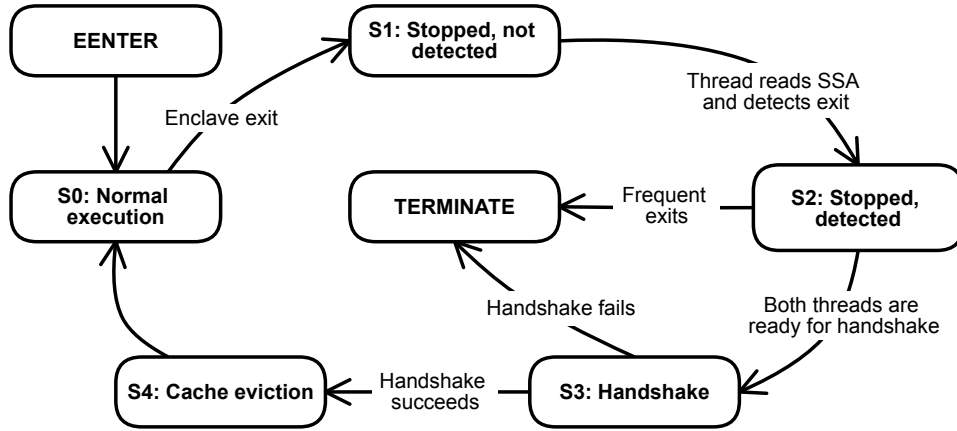 EENTER
S1: Stopped, not
detected
Thread reads SSA
and detects exit
Enclave exit
S0: Normal
execution
TERMINATE
Frequent
exits
S2: Stopped,
detected
Handshake fails
Both threads are
ready for handshake
S4: Cache eviction
Handshake
succeeds
S3: Handshake